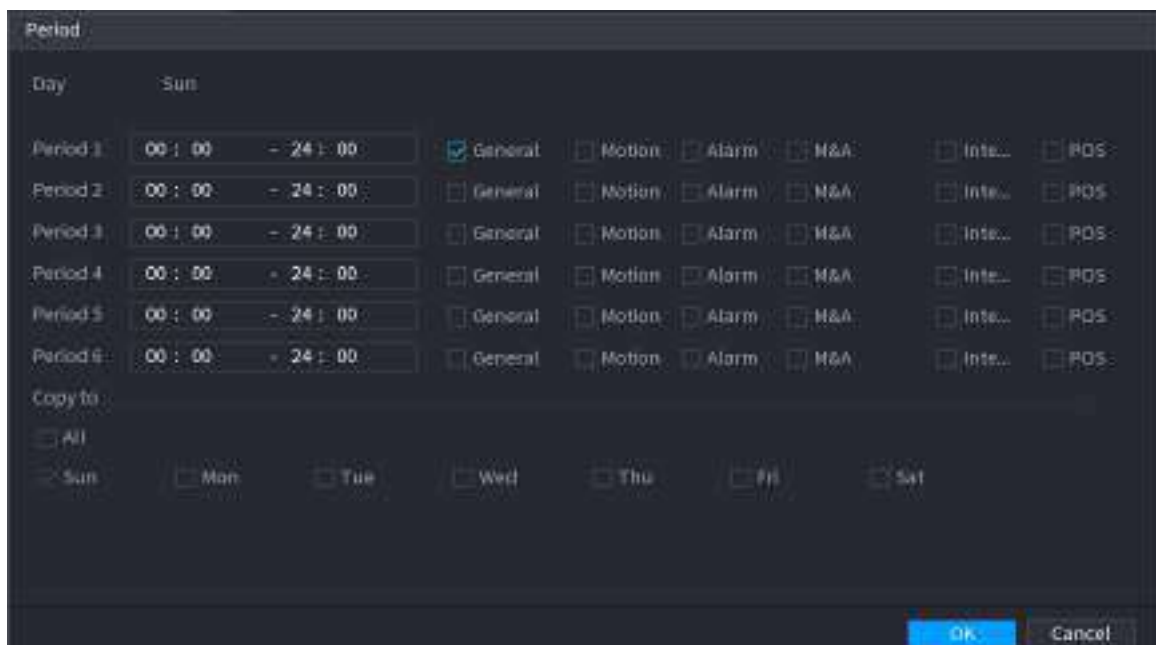 Period
Day Sun
Period 1 00 : 00 - 24 : 00 General Motion Alarm M&A Inte... POS
Period 2 00 : 00 - 24 : 00 General Motion Alarm M&A Inte... POS
Period 3 00 : 00 - 24 : 00 General Motion Alarm M&A Inte... POS
Period 4 00 : 00 - 24 : 00 General Motion Alarm M&A Inte... POS
Period 5 00 : 00 - 24 : 00 General Motion Alarm M&A Inte... POS
Period 6 00 : 00 - 24 : 00 General Motion Alarm M&A Inte... POS
Copy to
All
Sun Mon Tue Wed Thu Fri Sat
OK Cancel